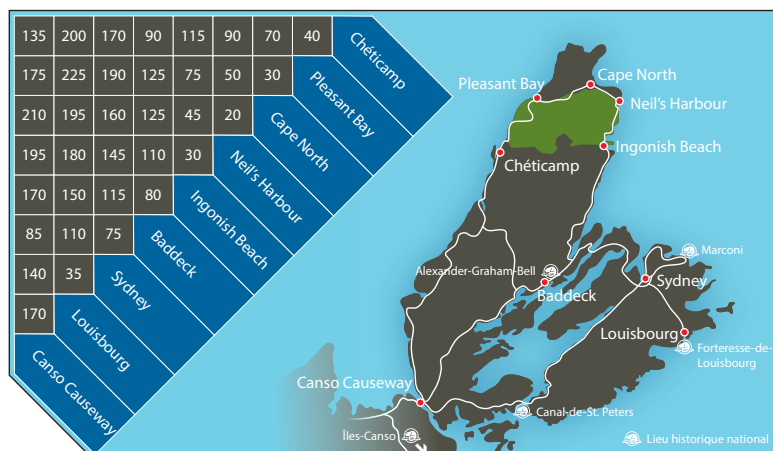 135 200 170 90 115 90 70 40 Chéticamp
175 225 190 125 75 50 30 Pleasant Bay
210 195 160 125 45 20 Cape North
195 180 145 110 30 Neil's Harbour
170 150 115 80 Ingonish Beach
85 110 75 Baddeck
140 35 Sydney
170 Louisbourg
Canso Causeway
Cape North
Pleasant Bay
Neil's Harbour
Ingonish Beach
Chéticamp
Marconi
Alexander-Graham-Bell
Sydney
Baddeck
Louisbourg
Forteresse-de-
Louisbourg
Canso Causeway
Canal-de-St. Peters
Îles-Canso
Lieu historique national